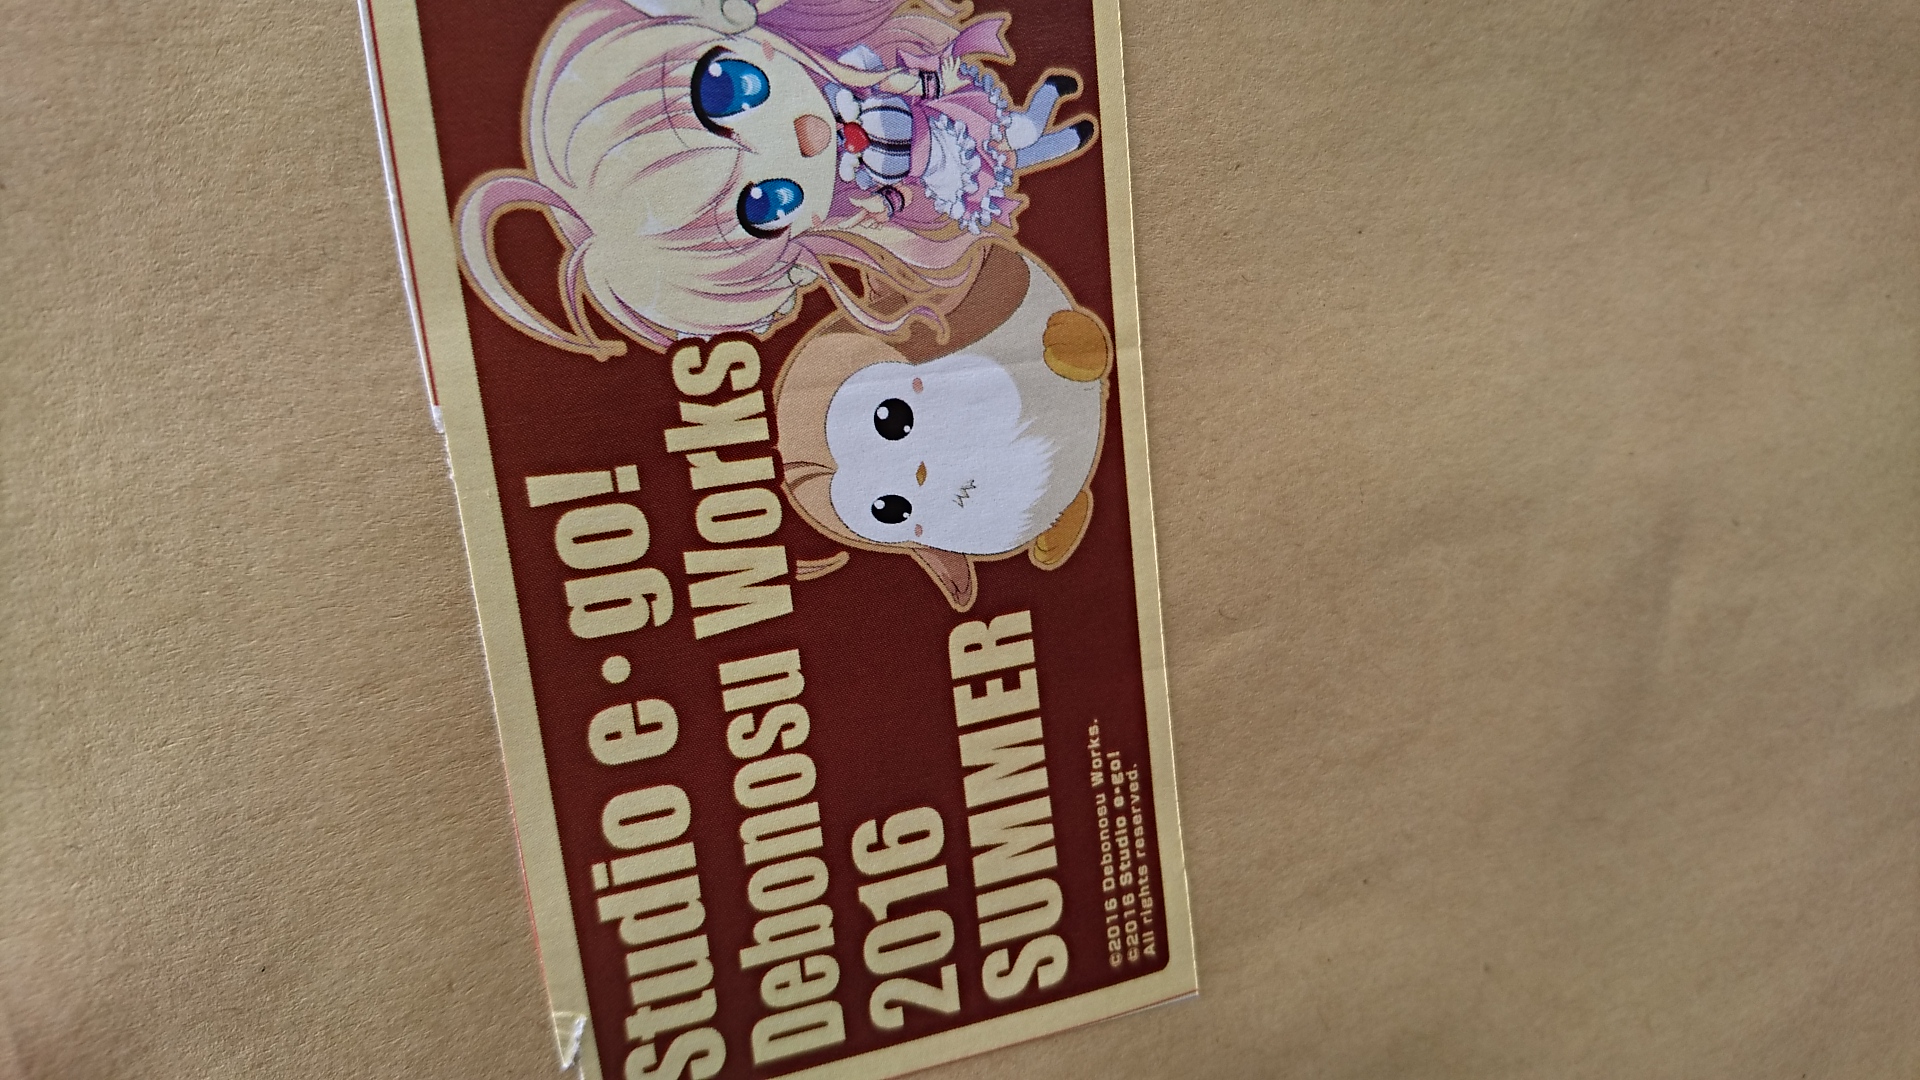 Studio e・go!
Debonosu Works
2016
SUMMER
©2016 Debonosu Works.
©2016 Studio e・go!
All rights reserved.